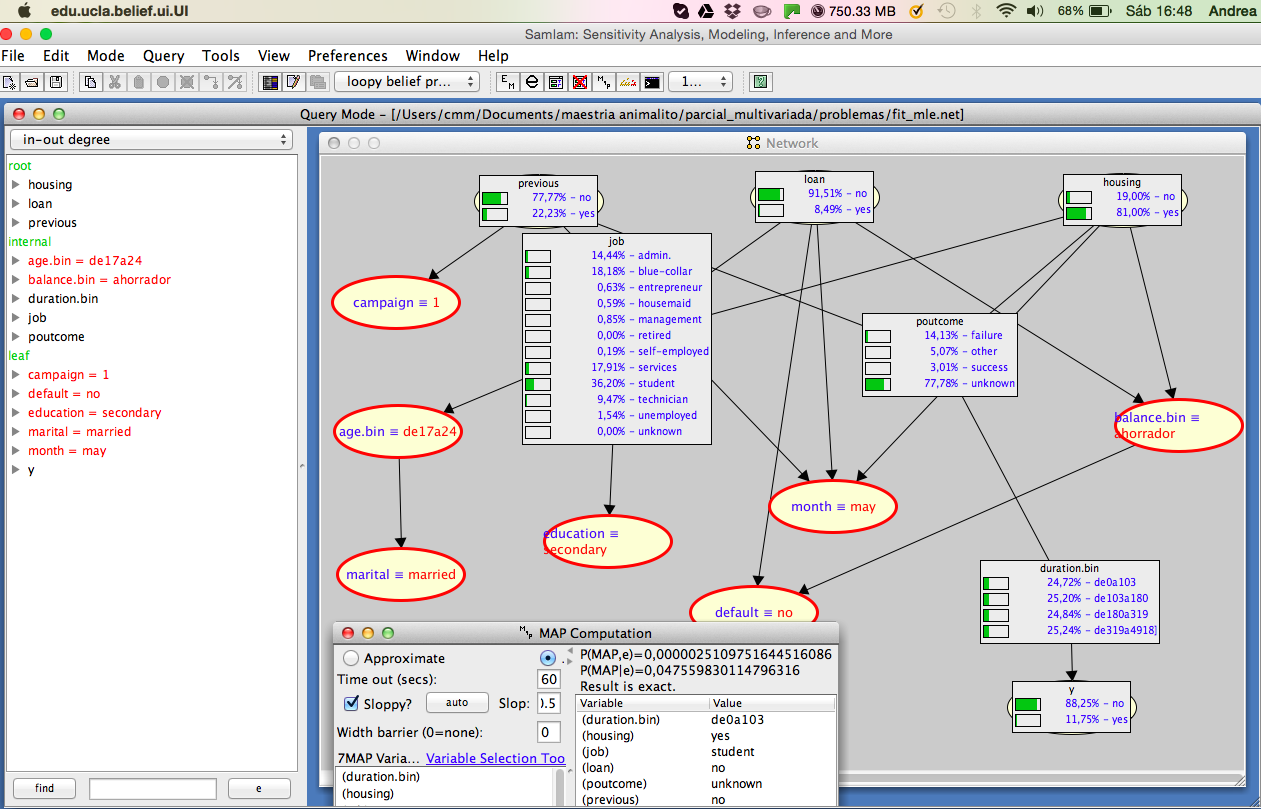 edu.ucla.belief.ui.UI
750.33 MB
68%
Sáb 16:48
Andrea
Samlam: Sensitivity Analysis, Modeling, Inference and More
File Edit Mode Query Tools View Preferences Window Help
loopy belief pr...
1...
Query Mode - [/Users/cmm/Documents/maestria animalito/parcial_multivariada/problemas/fit_mle.net]
in-out degree
root
housing
loan
previous
internal
age.bin = de17a24
balance.bin = ahorrador
duration.bin
job
poutcome
leaf
campaign = 1
default = no
education = secondary
marital = married
month = may
y
find
e
Network
previous
77,77% - no
22,23% - yes
loan
91,51% - no
8,49% - yes
housing
19,00% - no
81,00% - yes
job
14,44% - admin.
18,18% - blue-collar
0,63% - entrepreneur
0,59% - housemaid
0,85% - management
0,00% - retired
0,19% - self-employed
17,91% - services
36,20% - student
9,47% - technician
1,54% - unemployed
0,00% - unknown
campaign ≡ 1
poutcome
14,13% - failure
5,07% - other
3,01% - success
77,78% - unknown
age.bin ≡ de17a24
balance.bin ≡
ahorrador
month ≡ may
education ≡
secondary
marital ≡ married
default ≡ no
duration.bin
24,72% - de0a103
25,20% - de103a180
24,84% - de180a319
25,24% - de319a4918]
y
88,25% - no
11,75% - yes
MAP Computation
Approximate
Time out (secs): 60
Sloppy? auto Slop: 0.5
Width barrier (0=none): 0
7MAP Varia... Variable Selection Too
(duration.bin)
(housing)
P(MAP,e)=0,0000025109751644516086
P(MAP|e)=0,047559830114796316
Result is exact.
Variable Value
(duration.bin) de0a103
(housing) yes
(job) student
(loan) no
(poutcome) unknown
(previous) no